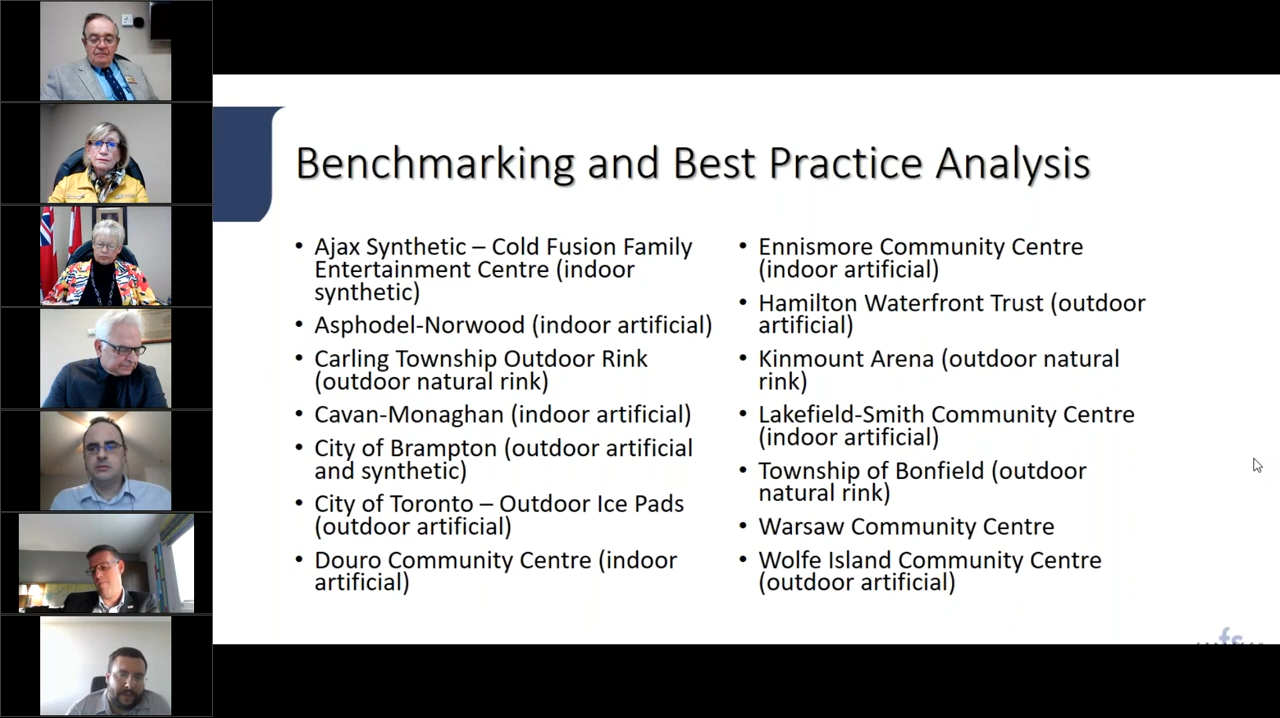 Benchmarking and Best Practice Analysis
• Ajax Synthetic – Cold Fusion Family
Entertainment Centre (indoor
synthetic)
• Asphodel-Norwood (indoor artificial)
• Carling Township Outdoor Rink
(outdoor natural rink)
• Cavan-Monaghan (indoor artificial)
• City of Brampton (outdoor artificial
and synthetic)
• City of Toronto – Outdoor Ice Pads
(outdoor artificial)
• Douro Community Centre (indoor
artificial)
• Ennismore Community Centre
(indoor artificial)
• Hamilton Waterfront Trust (outdoor
artificial)
• Kinmount Arena (outdoor natural
rink)
• Lakefield-Smith Community Centre
(indoor artificial)
• Township of Bonfield (outdoor
natural rink)
• Warsaw Community Centre
• Wolfe Island Community Centre
(outdoor artificial)